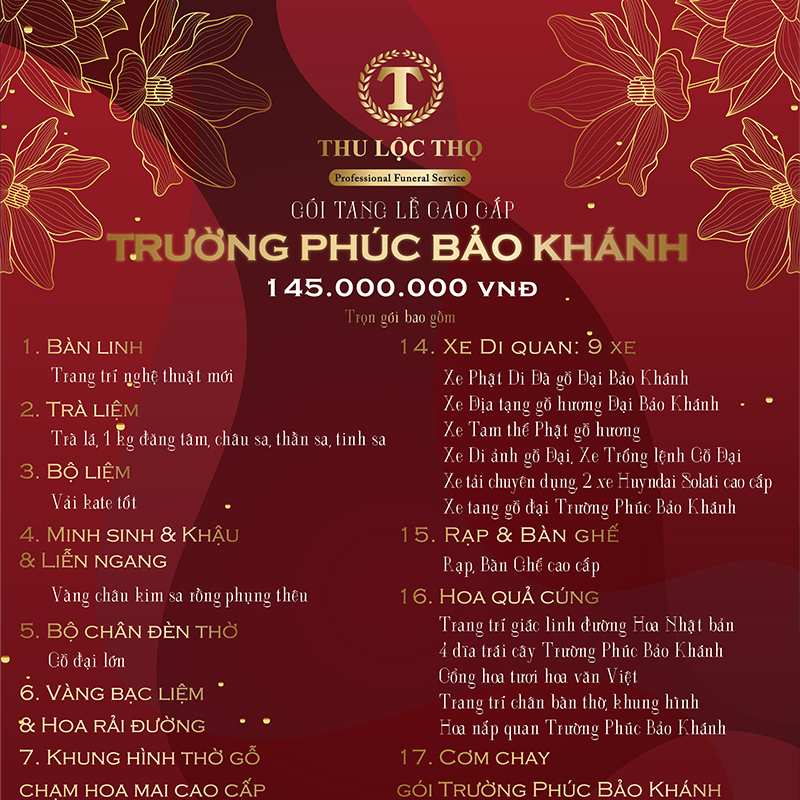 T
THU LỘC THỌ
Professional Funeral Service
GÓI TANG LỄ CAO CẤP
TRƯỜNG PHÚC BẢO KHÁNH
145.000.000 VNĐ
Trọn gói bao gồm
1. BÀN LINH
Trang trí nghệ thuật mới
2. TRÀ LIỆM
Trà lá, 1 kg đăng tâm, châu sa, thần sa, tinh sa
3. BỘ LIỆM
Vải kate tốt
4. MINH SINH & KHẬU
& LIỄN NGANG
Vàng châu kim sa rồng phụng thêu
5. BỘ CHÂN ĐÈN THỜ
Gỗ đại lớn
6. VÀNG BẠC LIỆM
& HOA RẢI ĐƯỜNG
7. KHUNG HÌNH THỜ GỖ
CHẠM HOA MAI CAO CẤP
14. XE DI QUAN: 9 XE
Xe Phật Di Đà gỗ Đại Bảo Khánh
Xe Địa tạng gỗ hương Đại Bảo Khánh
Xe Tam thế Phật gỗ hương
Xe Di ảnh gỗ Đại, Xe Trống lệnh Gỗ Đại
Xe tải chuyên dụng, 2 xe Huyndai Solati cao cấp
Xe tang gỗ đại Trường Phúc Bảo Khánh
15. RẠP & BÀN GHẾ
Rạp, Bàn Ghế cao cấp
16. HOA QUẢ CÚNG
Trang trí giác linh đường Hoa Nhật bản
4 dĩa trái cây Trường Phúc Bảo Khánh
Cổng hoa tươi hoa văn Việt
Trang trí chân bàn thờ, khung hình
Hoa nắp quan Trường Phúc Bảo Khánh
17. CƠM CHAY
GÓI TRƯỜNG PHÚC BẢO KHÁNH